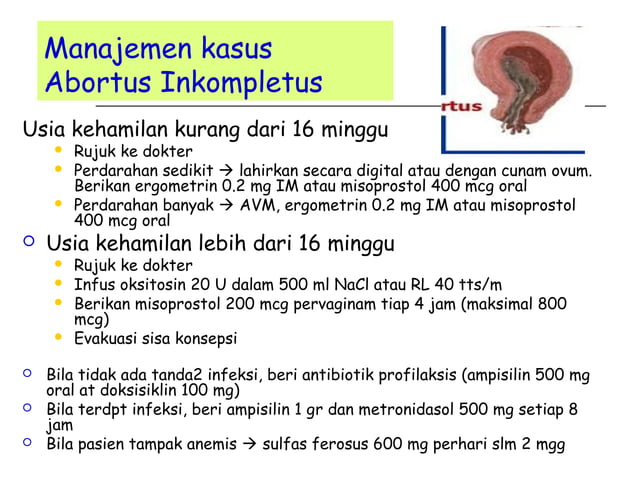 Manajemen kasus
Abortus Inkompletus
rtus
Usia kehamilan kurang dari 16 minggu
Rujuk ke dokter
Perdarahan sedikit → lahirkan secara digital atau dengan cunam ovum.
Berikan ergometrin 0.2 mg IM atau misoprostol 400 mcg oral
Perdarahan banyak → AVM, ergometrin 0.2 mg IM atau misoprostol
400 mcg oral
Usia kehamilan lebih dari 16 minggu
Rujuk ke dokter
Infus oksitosin 20 U dalam 500 ml NaCl atau RL 40 tts/m
Berikan misoprostol 200 mcg pervaginam tiap 4 jam (maksimal 800
mcg)
Evakuasi sisa konsepsi
Bila tidak ada tanda2 infeksi, beri antibiotik profilaksis (ampisilin 500 mg
oral at doksisiklin 100 mg)
Bila terdpt infeksi, beri ampisilin 1 gr dan metronidasol 500 mg setiap 8
jam
Bila pasien tampak anemis → sulfas ferosus 600 mg perhari slm 2 mgg